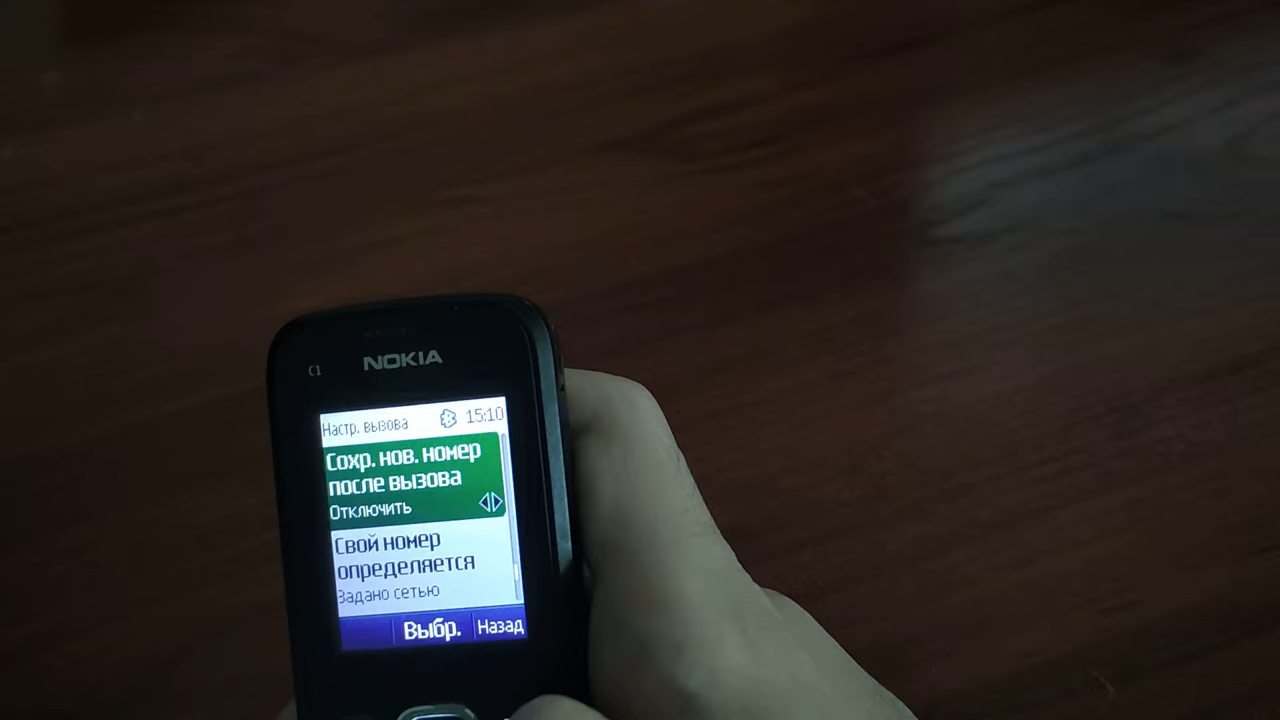 C1
NOKIA
Настр. вызова 15:10
Сохр. нов. номер
после вызова
Отключить
Свой номер
определяется
Задано сетью
Выбр. Назад